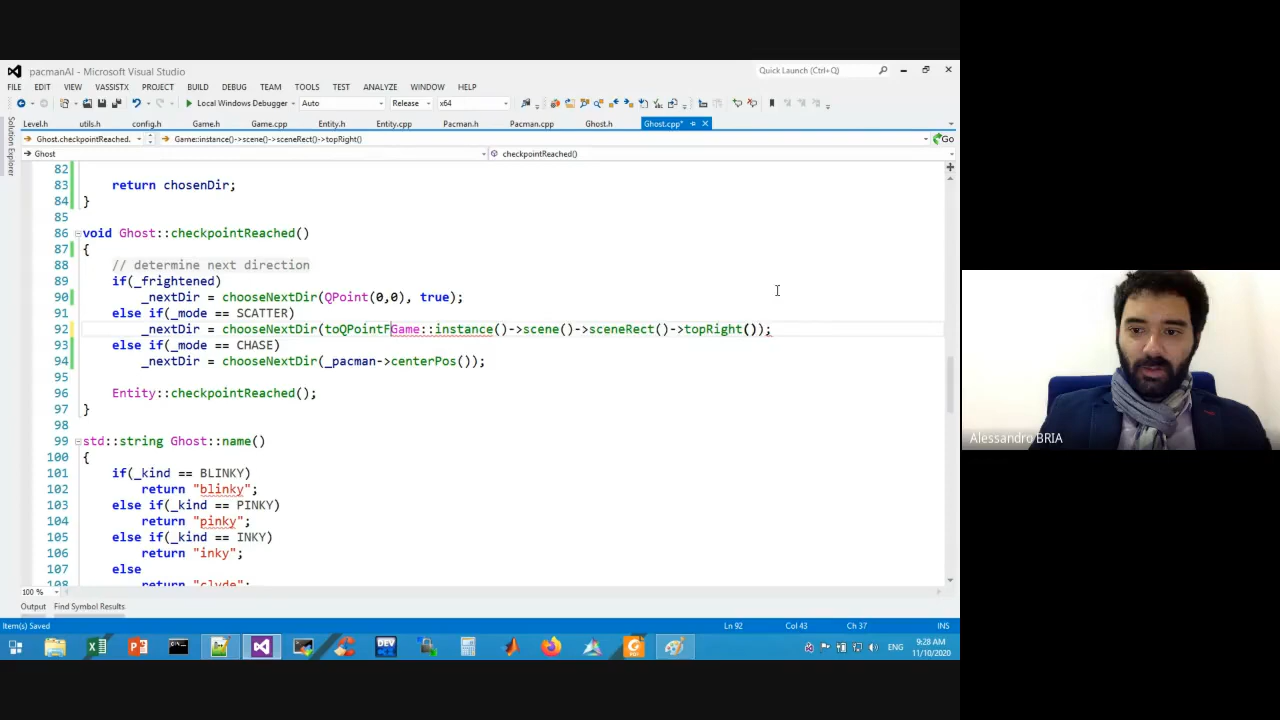 pacmanAI - Microsoft Visual Studio
Quick Launch (Ctrl+Q)
FILE EDIT VIEW VASSISTX PROJECT BUILD DEBUG TEAM TOOLS TEST ANALYZE WINDOW HELP
Local Windows Debugger Auto Release x64
Level.h utils.h config.h Game.h Game.cpp Entity.h Entity.cpp Pacman.h Pacman.cpp Ghost.h Ghost.cpp*
Ghost.checkpointReached. Game::instance()->scene()->sceneRect()->topRight() Go
Ghost checkpointReached()
Solution Explorer
82
83 return chosenDir;
84 }
85
86 void Ghost::checkpointReached()
87 {
88 // determine next direction
89 if(_frightened)
90 _nextDir = chooseNextDir(QPoint(0,0), true);
91 else if(_mode == SCATTER)
92 _nextDir = chooseNextDir(toQPointFGame::instance()->scene()->sceneRect()->topRight());
93 else if(_mode == CHASE)
94 _nextDir = chooseNextDir(_pacman->centerPos());
95
96 Entity::checkpointReached();
97 }
98
99 std::string Ghost::name()
100 {
101 if(_kind == BLINKY)
102 return "blinky";
103 else if(_kind == PINKY)
104 return "pinky";
105 else if(_kind == INKY)
106 return "inky";
107 else
108 return "clyde";
100 %
Output Find Symbol Results
Item(s) Saved Ln 92 Col 43 Ch 37 INS
ENG
9:28 AM
11/10/2020
Alessandro BRIA